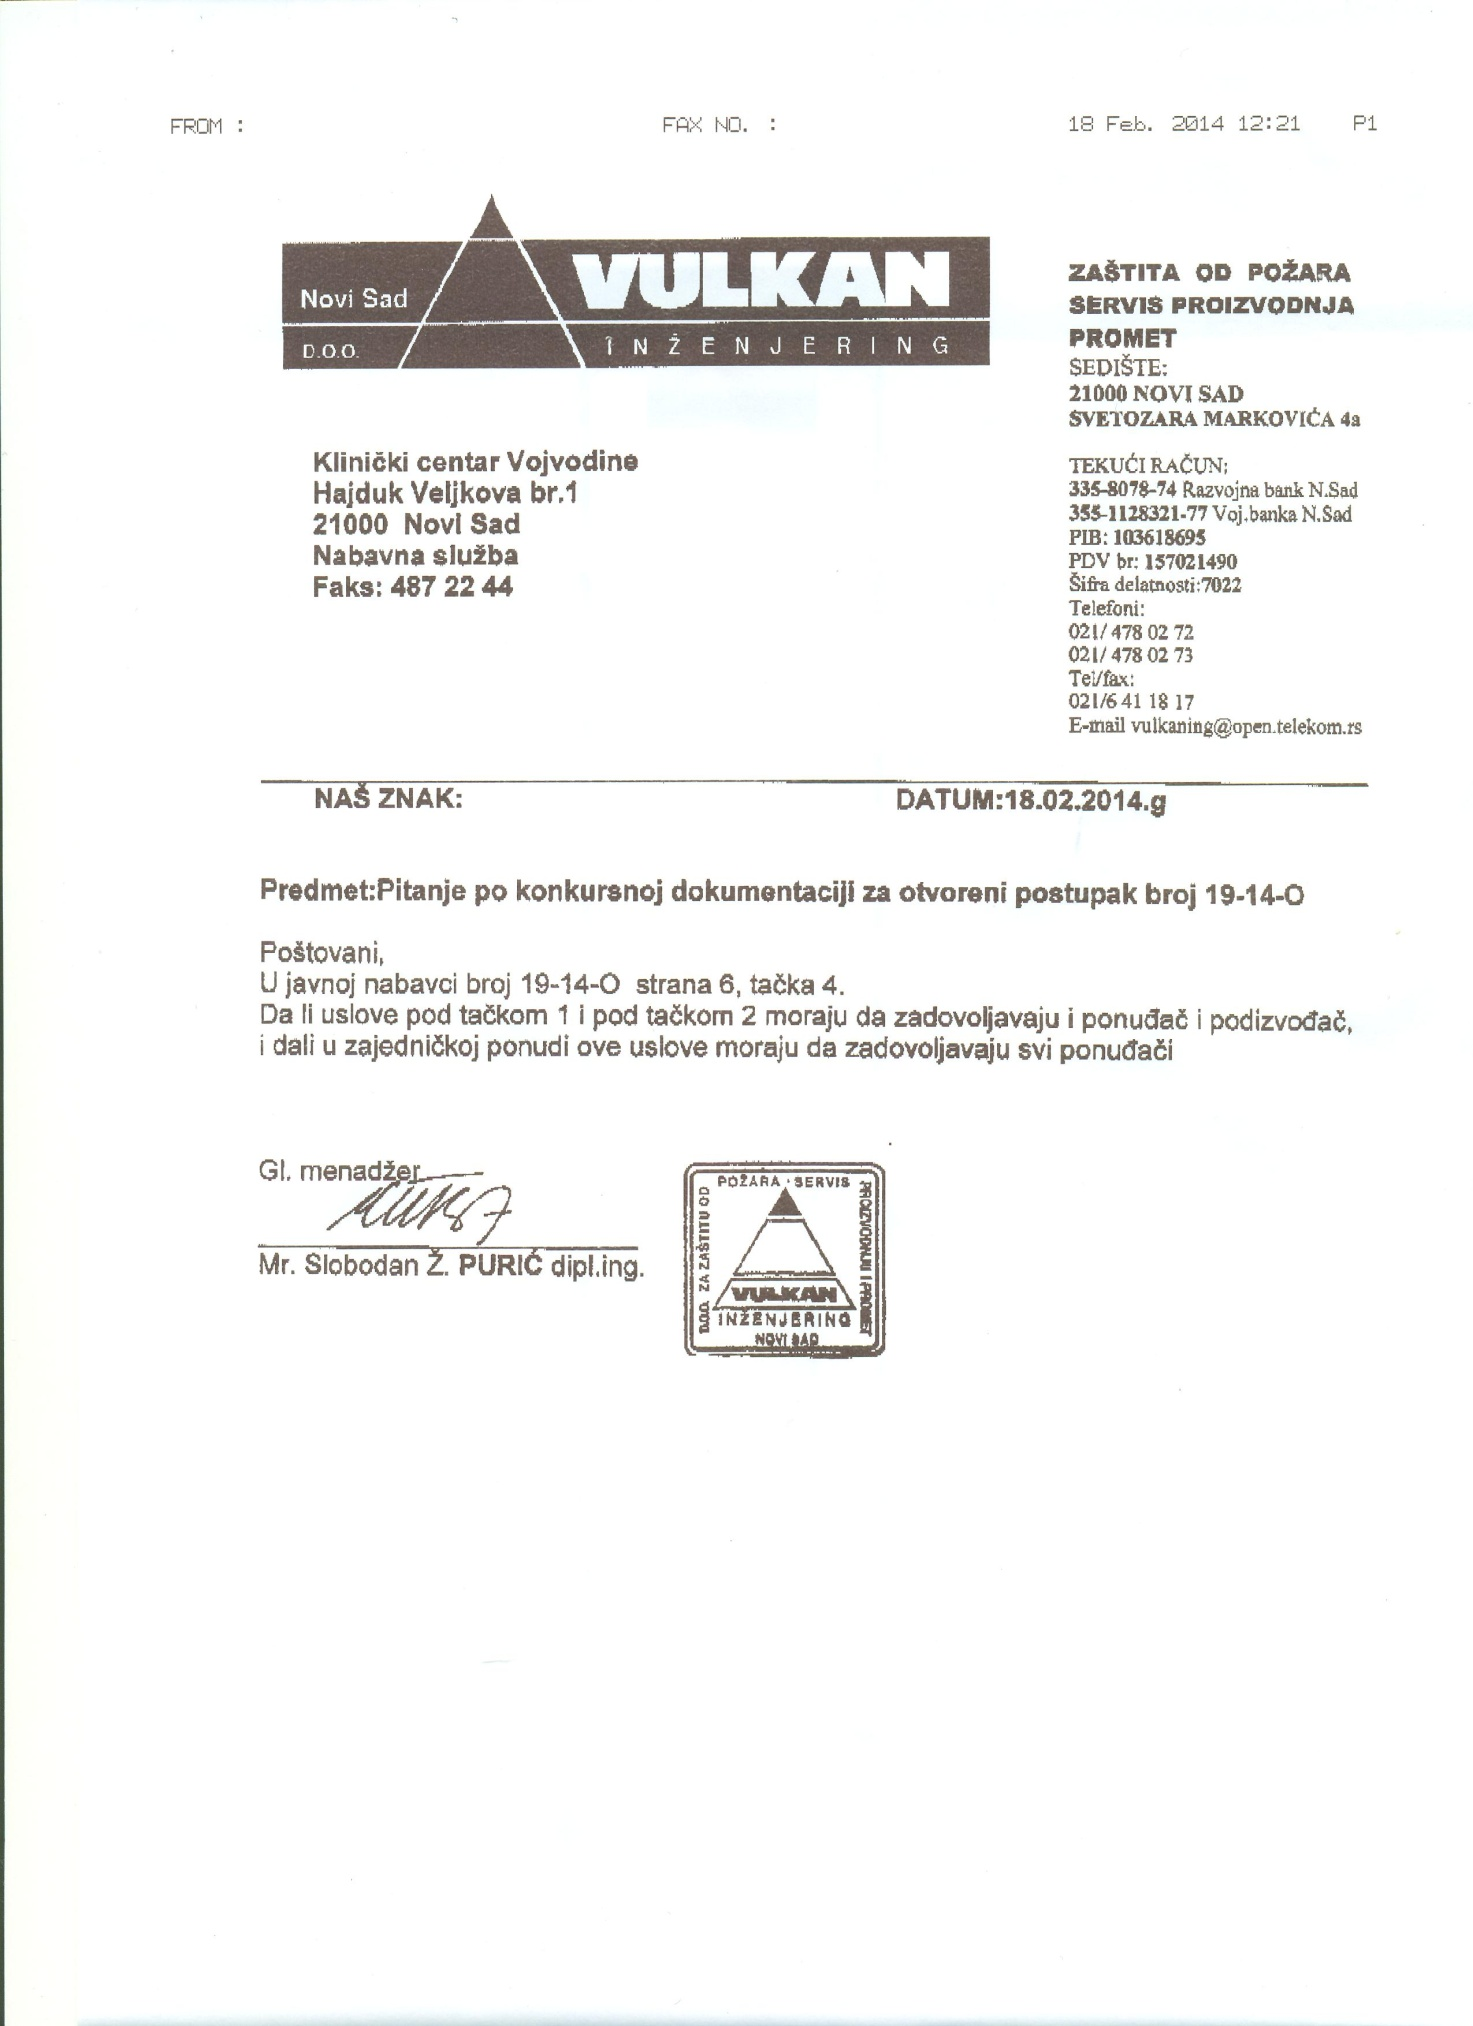 FROM :
FAX NO. :
18 Feb. 2014 12:21 P1
Novi Sad
D.O.O.
VULKAN
INŽENJERING
ZAŠTITA OD POŽARA
SERVIS PROIZVODNJA
PROMET
SEDIŠTE:
21000 NOVI SAD
SVETOZARA MARKOVIĆA 4a
Klinički centar Vojvodine
Hajduk Veljkova br.1
21000 Novi Sad
Nabavna služba
Faks: 487 22 44
TEKUĆI RAČUN:
335-8078-74 Razvojna bank N.Sad
355-1128321-77 Voj.banka N.Sad
PIB: 103618695
PDV br: 157021490
Šifra delatnosti:7022
Telefoni:
021/ 478 02 72
021/ 478 02 73
Tel/fax:
021/6 41 18 17
E-mail vulkaning@open.telekom.rs
NAŠ ZNAK:
DATUM:18.02.2014.g
Predmet:Pitanje po konkursnoj dokumentaciji za otvoreni postupak broj 19-14-O
Poštovani,
U javnoj nabavci broj 19-14-O strana 6, tačka 4.
Da li uslove pod tačkom 1 i pod tačkom 2 moraju da zadovoljavaju i ponuđač i podizvođač,
i dali u zajedničkoj ponudi ove uslove moraju da zadovoljavaju svi ponuđači
Gl. menadžer
Mr. Slobodan Ž. PURIĆ dipl.ing.
D.O.O. ZA ZAŠTITU OD
POŽARA SERVIS
PROIZVODNJU I PROMET
VULKAN
INŽENJERING
NOVI SAD